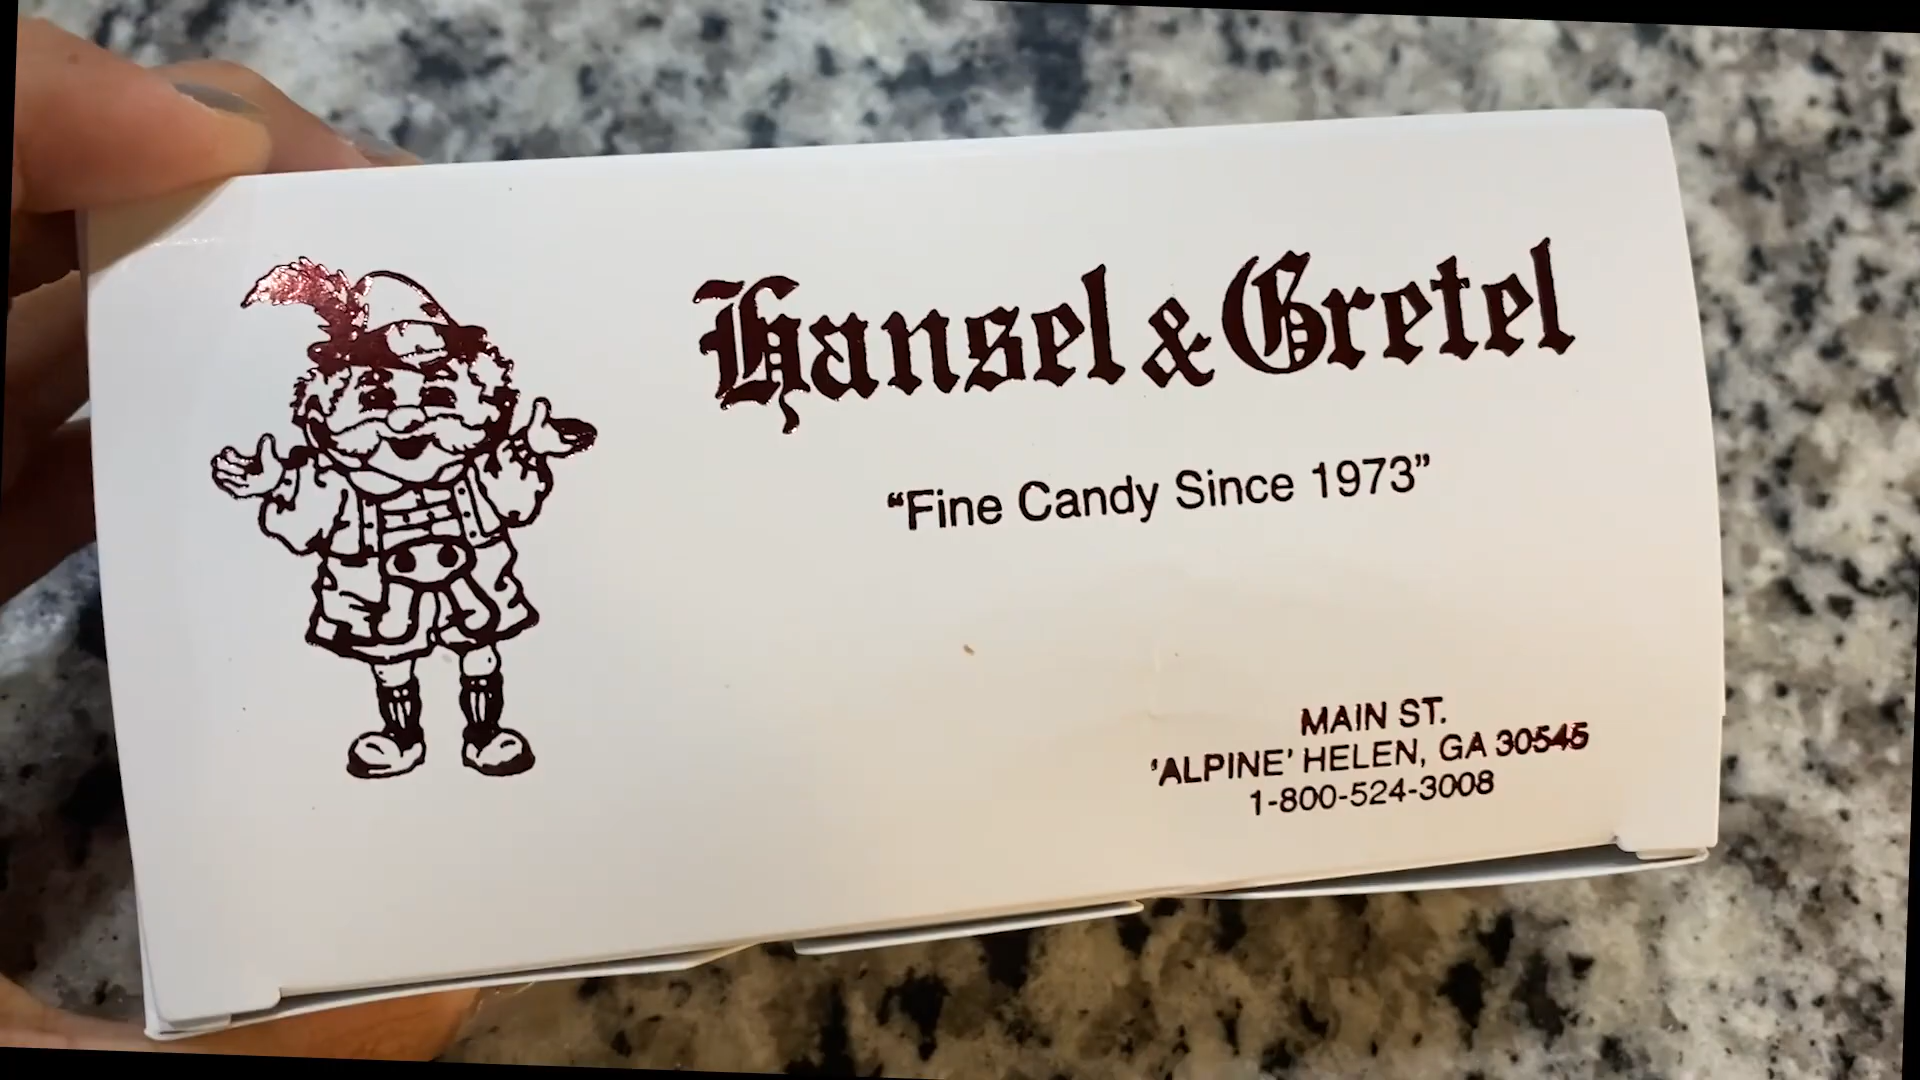 Hansel & Gretel
“Fine Candy Since 1973”
MAIN ST.
'ALPINE' HELEN, GA 30545
1-800-524-3008